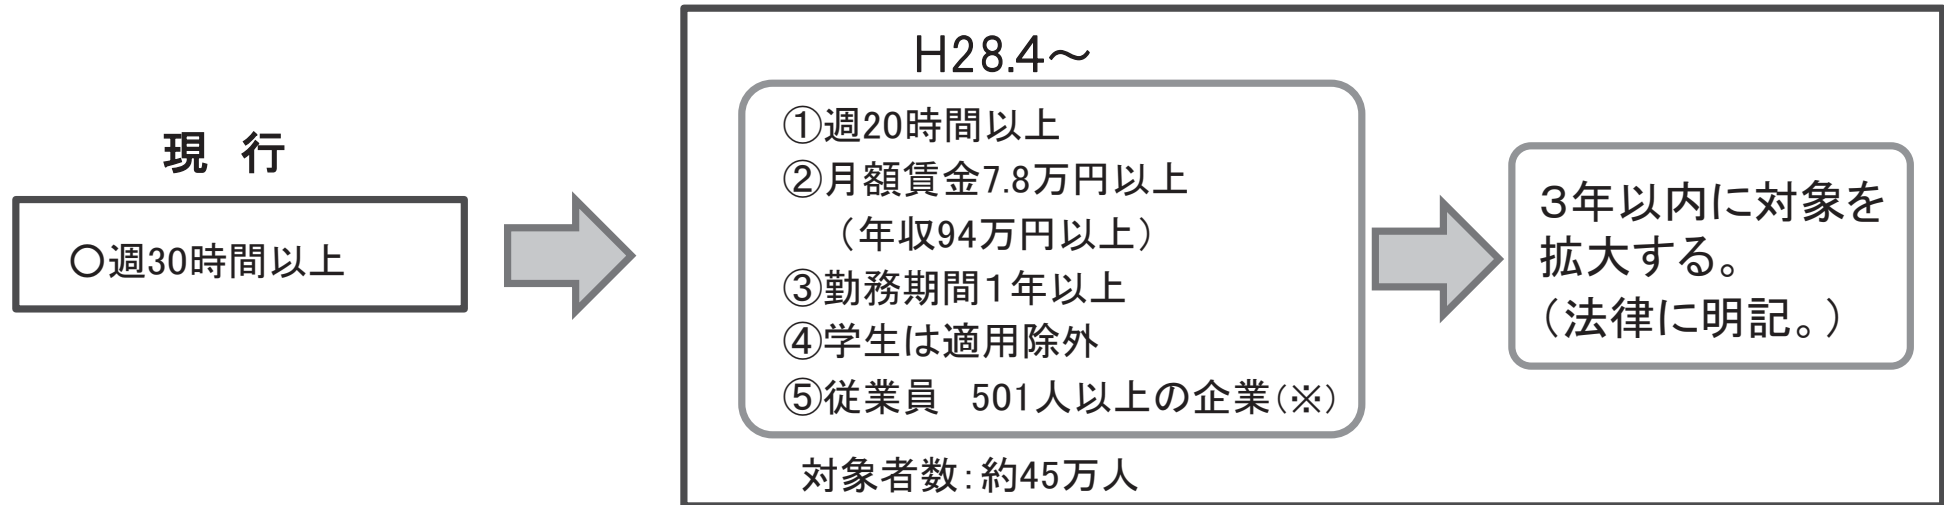 現 行
○週30時間以上
H28.4～
①週20時間以上
②月額賃金7.8万円以上
（年収94万円以上）
③勤務期間１年以上
④学生は適用除外
⑤従業員　501人以上の企業(※)
対象者数：約45万人
３年以内に対象を
拡大する。
（法律に明記。）